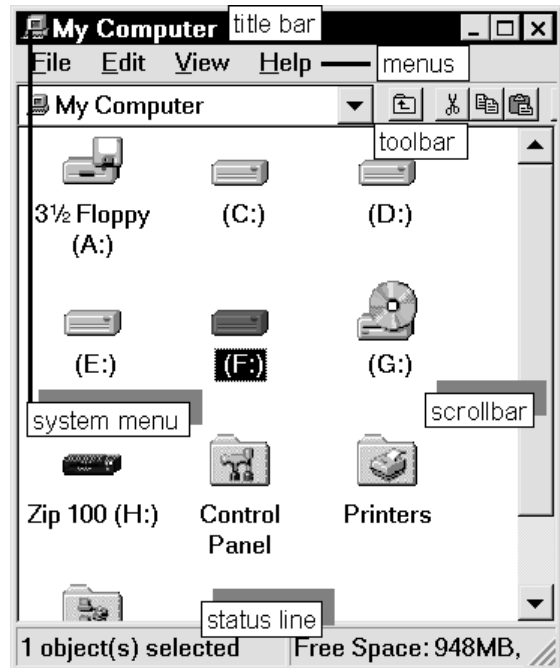 My Computer
title bar
File Edit View Help
menus
My Computer
toolbar
3½ Floppy
(A:)
(C:)
(D:)
(E:)
(F:)
(G:)
system menu
scrollbar
Zip 100 (H:)
Control
Panel
Printers
status line
1 object(s) selected
Free Space: 948MB,